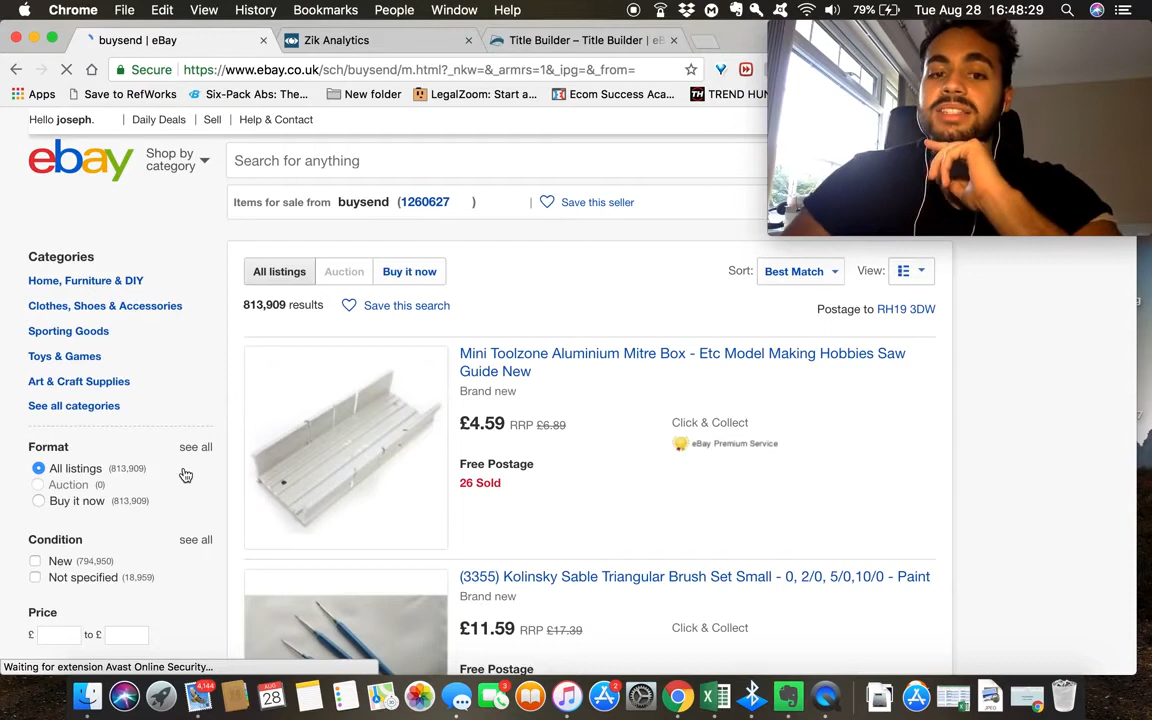 Chrome File Edit View History Bookmarks People Window Help 79% Tue Aug 28 16:48:29
buysend | eBay
Zik Analytics
Title Builder – Title Builder | eB
Secure https://www.ebay.co.uk/sch/buysend/m.html?_nkw=&_armrs=1&_ipg=&_from=
Apps Save to RefWorks Six-Pack Abs: The... New folder LegalZoom: Start a... Ecom Success Aca... TH TREND HUN
Hello joseph. Daily Deals Sell Help & Contact
ebay
Shop by category
Search for anything
Items for sale from buysend (1260627 ) Save this seller
Categories
Home, Furniture & DIY
Clothes, Shoes & Accessories
Sporting Goods
Toys & Games
Art & Craft Supplies
See all categories
Format see all
All listings (813,909)
Auction (0)
Buy it now (813,909)
Condition see all
New (794,950)
Not specified (18,959)
Price
£ to £
All listings Auction Buy it now
Sort: Best Match View:
813,909 results Save this search
Postage to RH19 3DW
Mini Toolzone Aluminium Mitre Box - Etc Model Making Hobbies Saw
Guide New
Brand new
£4.59 RRP £6.89
Click & Collect
eBay Premium Service
Free Postage
26 Sold
(3355) Kolinsky Sable Triangular Brush Set Small - 0, 2/0, 5/0,10/0 - Paint
Brand new
£11.59 RRP £17.39
Click & Collect
Free Postage
Waiting for extension Avast Online Security...
4,144
AUG
28
3
2
JPEG